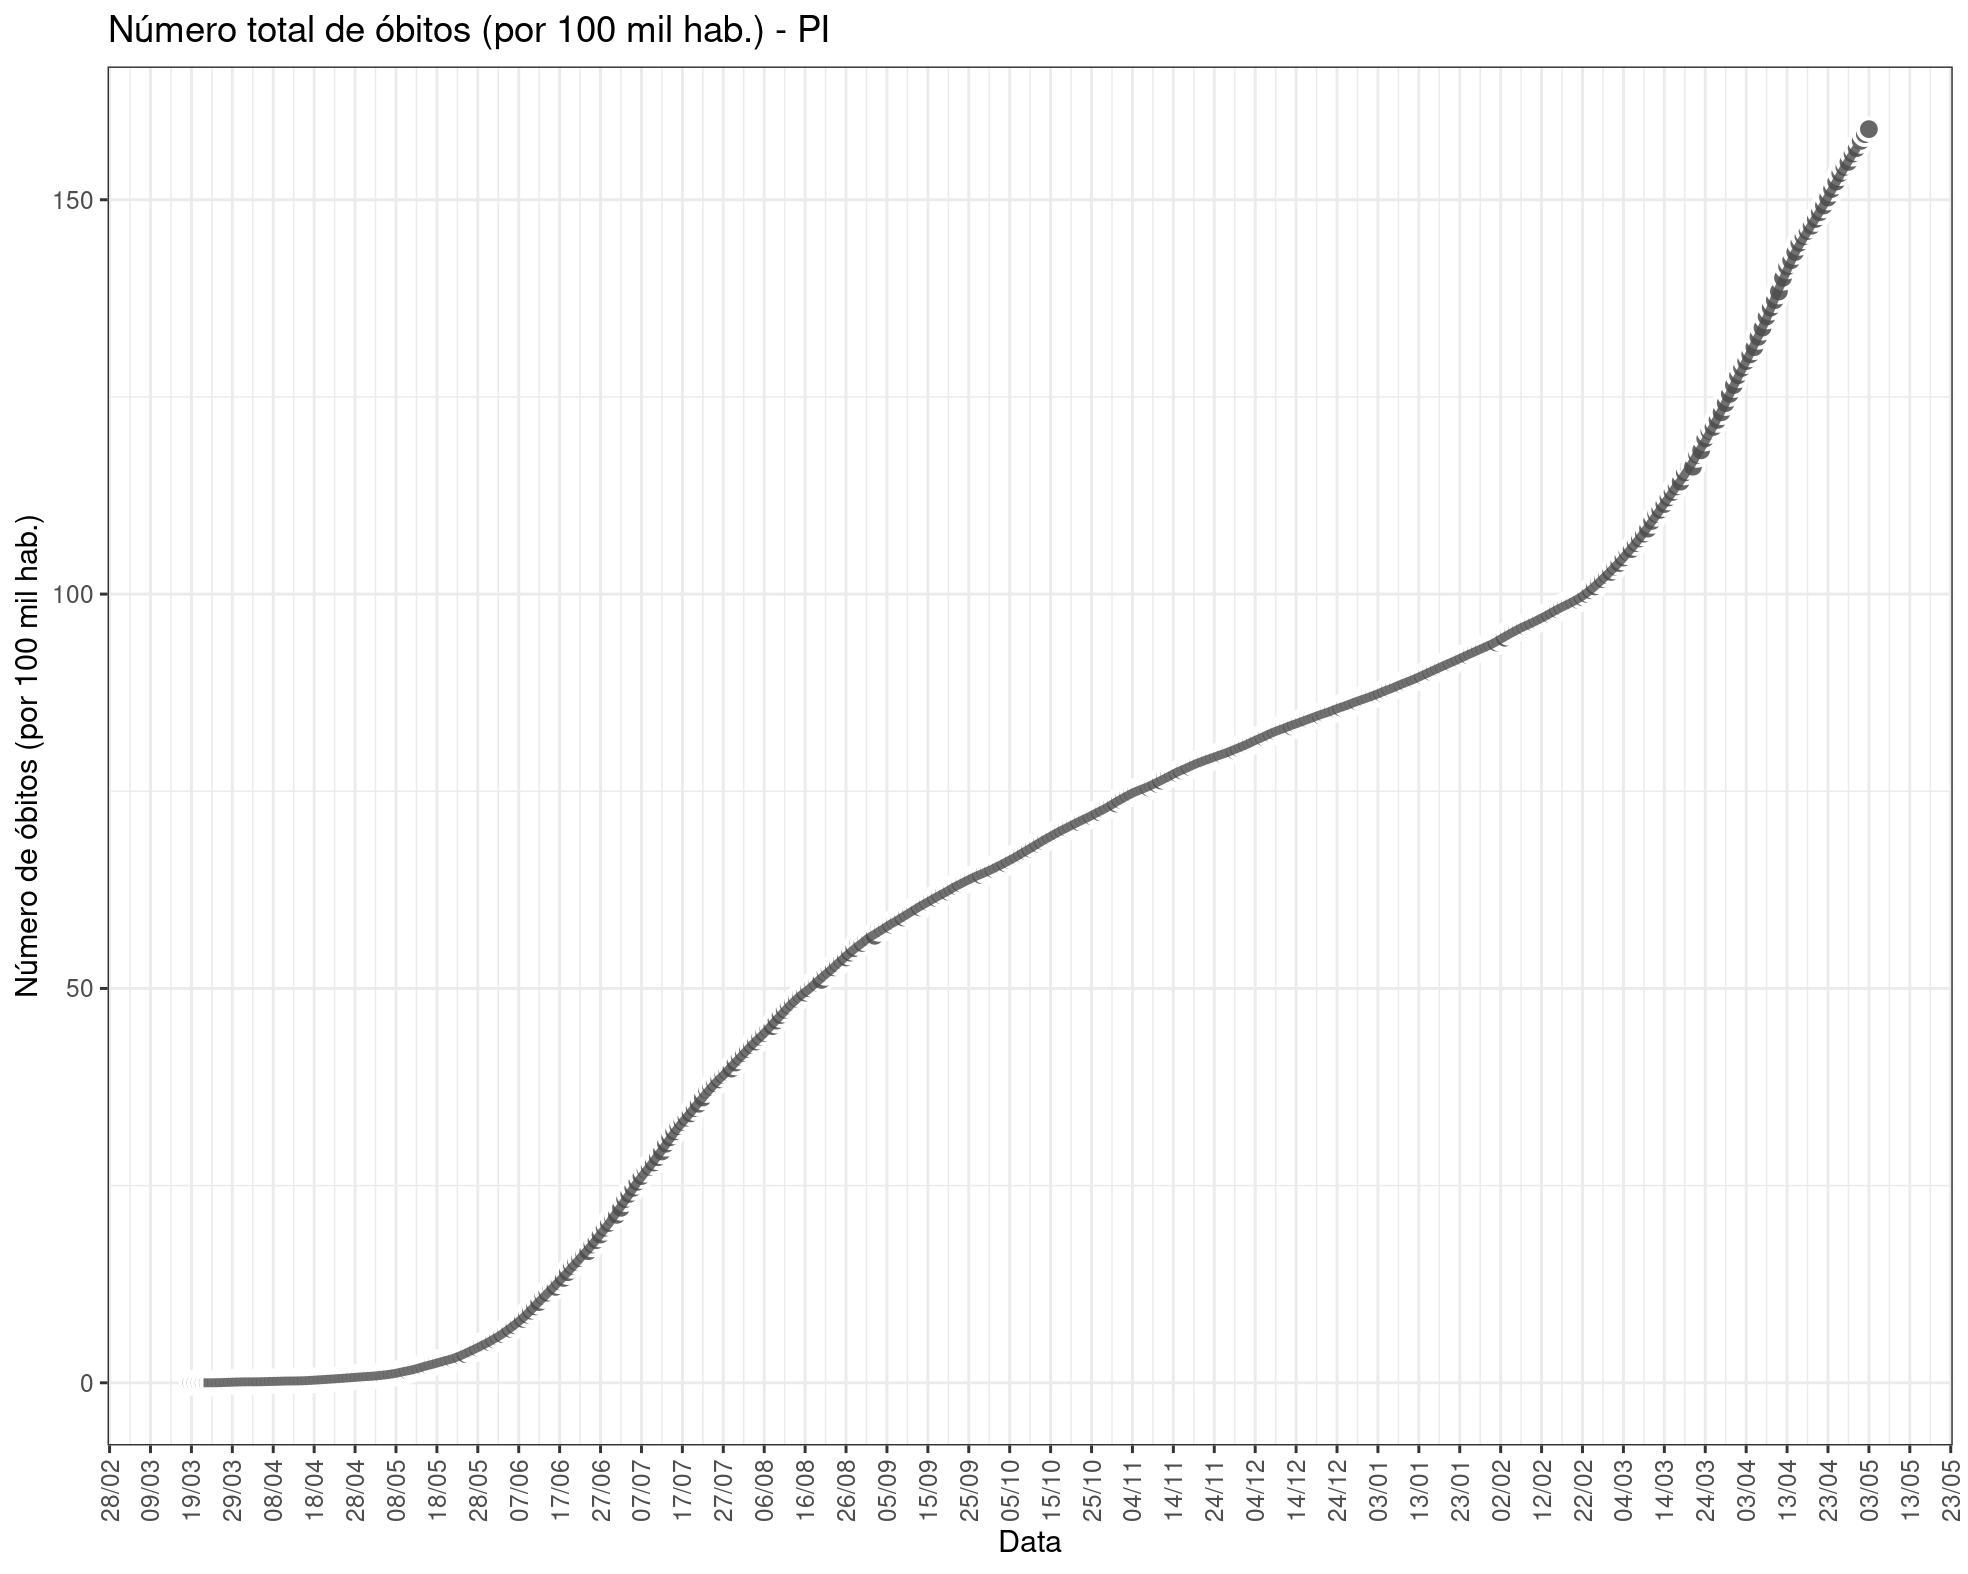 Número total de óbitos (por 100 mil hab.) - PI
Número de óbitos (por 100 mil hab.)
150
100
50
0
28/02 09/03 19/03 29/03 08/04 18/04 28/04 08/05 18/05 28/05 07/06 17/06 27/06 07/07 17/07 27/07 06/08 16/08 26/08 05/09 15/09 25/09 05/10 15/10 25/10 04/11 14/11 24/11 04/12 14/12 24/12 03/01 13/01 23/01 02/02 12/02 22/02 04/03 14/03 24/03 03/04 13/04 23/04 03/05 13/05 23/05
Data